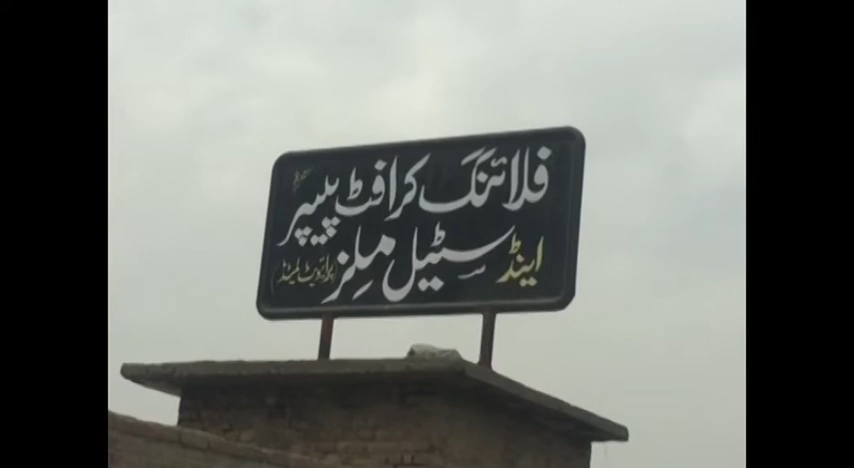 فلائنگ کرافٹ پیپر
اینڈ سٹیل ملز (پرائیویٹ لمیٹڈ)